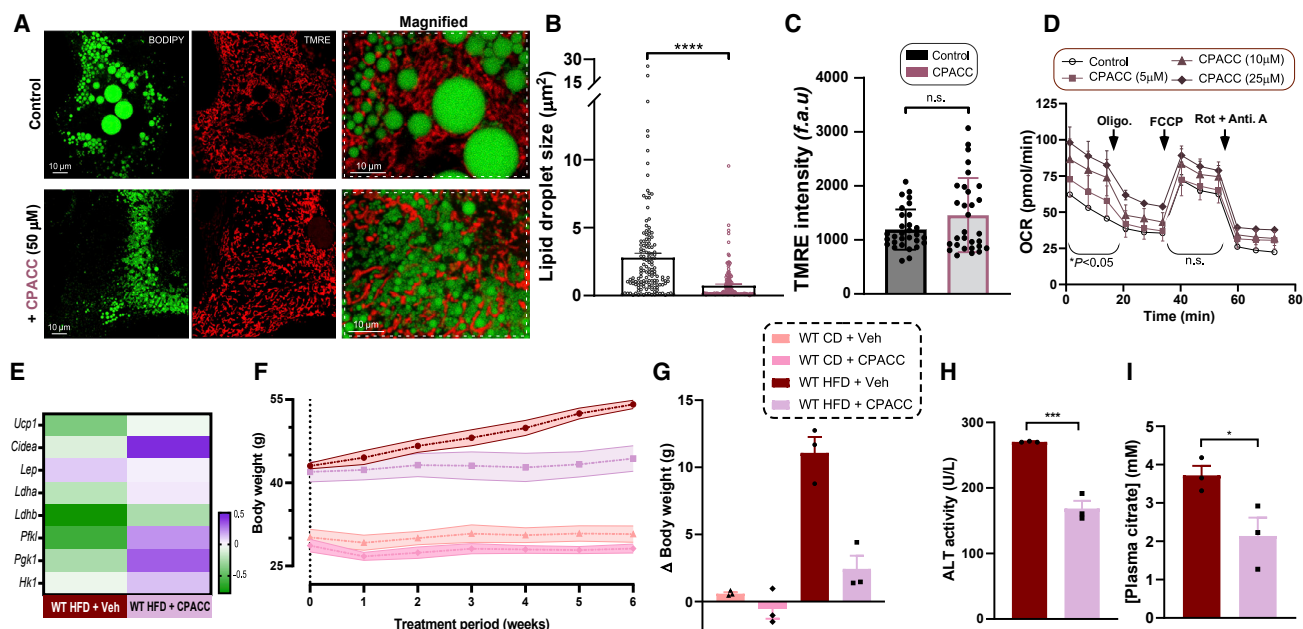 A
BODIPY
TMRE
Magnified
Control
10 µm
10 µm
+ CPACC (50 µM)
10 µm
10 µm
B
Lipid droplet size (µm²)
30
15
5
0
****
C
Control
CPACC
TMRE intensity (f.a.u)
4000
3000
2000
1000
0
n.s.
D
Control
CPACC (5µM)
CPACC (10µM)
CPACC (25µM)
OCR (pmol/min)
125
100
75
50
25
Oligo.
FCCP
Rot + Anti. A
*P<0.05
n.s.
0
20
40
60
80
Time (min)
WT CD + Veh
WT CD + CPACC
WT HFD + Veh
WT HFD + CPACC
E
Ucp1
Cidea
Lep
Ldha
Ldhb
Pfkl
Pgk1
Hk1
0.5
0
−0.5
WT HFD + Veh
WT HFD + CPACC
F
Body weight (g)
55
40
25
0
1
2
3
4
5
6
Treatment period (weeks)
G
Δ Body weight (g)
15
10
5
0
H
ALT activity (U/L)
300
250
150
0
***
I
[Plasma citrate] (mM)
5
4
3
2
1
0
*